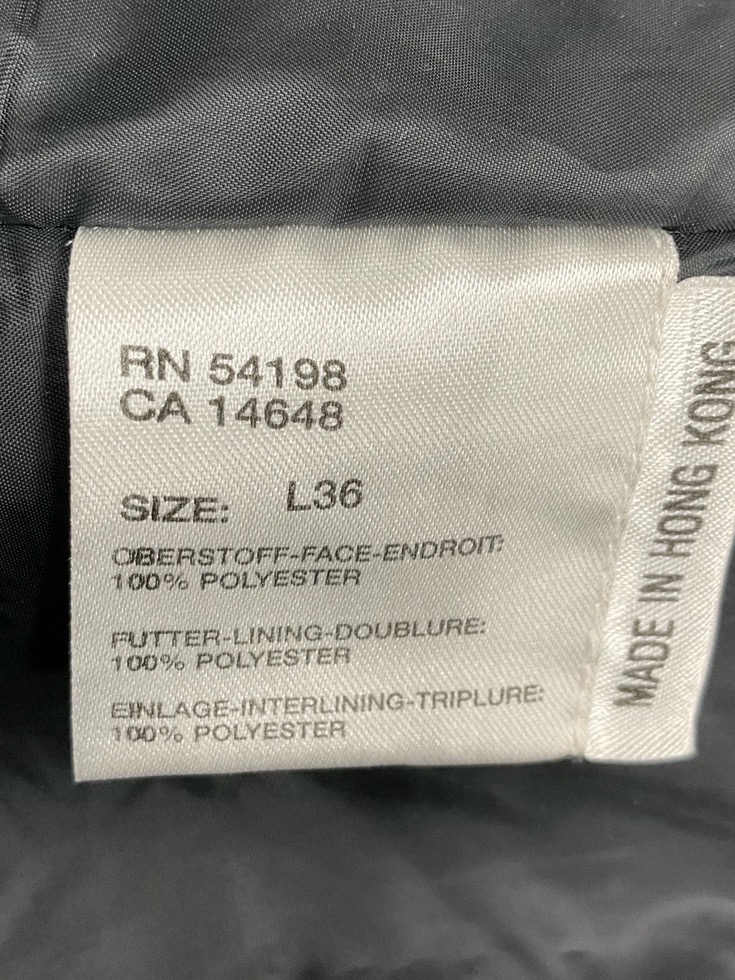 RN 54198
CA 14648
SIZE: L36
OBERSTOFF-FACE-ENDROIT:
100% POLYESTER
FUTTER-LINING-DOUBLURE:
100% POLYESTER
EINLAGE-INTERLINING-TRIPLURE:
100% POLYESTER
MADE IN HONG KONG